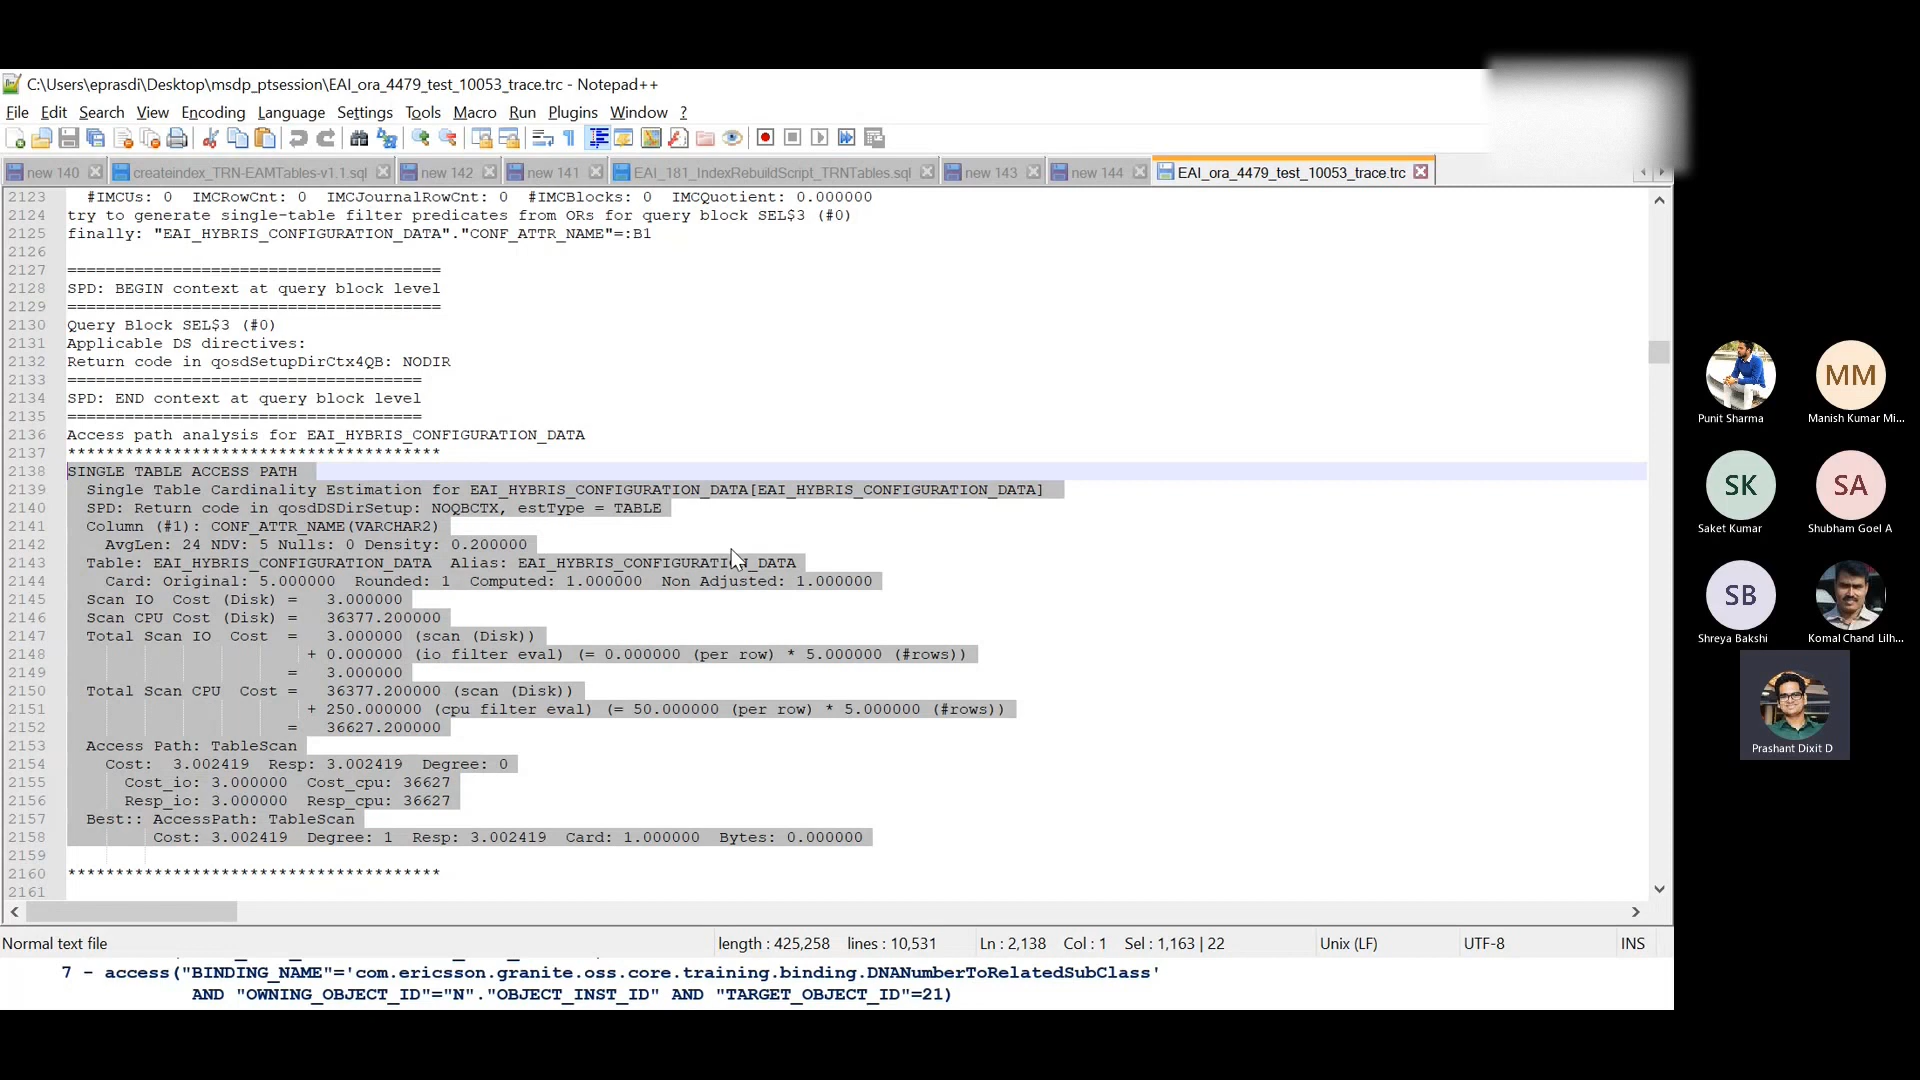 C:\Users\eprasdi\Desktop\msdp_ptsession\EAI_ora_4479_test_10053_trace.trc - Notepad++
File Edit Search View Encoding Language Settings Tools Macro Run Plugins Window ?
new 140 createindex_TRN-EAMTables-v1.1.sql new 142 new 141 EAI_181_IndexRebuildScript_TRNTables.sql new 143 new 144 EAI_ora_4479_test_10053_trace.trc
2123 #IMCUs: 0 IMCRowCnt: 0 IMCJournalRowCnt: 0 #IMCBlocks: 0 IMCQuotient: 0.000000
2124 try to generate single-table filter predicates from ORs for query block SEL$3 (#0)
2125 finally: "EAI_HYBRIS_CONFIGURATION_DATA"."CONF_ATTR_NAME"=:B1
2126
2127 =======================================
2128 SPD: BEGIN context at query block level
2129 =======================================
2130 Query Block SEL$3 (#0)
2131 Applicable DS directives:
2132 Return code in qosdSetupDirCtx4QB: NODIR
2133 =====================================
2134 SPD: END context at query block level
2135 =====================================
2136 Access path analysis for EAI_HYBRIS_CONFIGURATION_DATA
2137 ***************************************
2138 SINGLE TABLE ACCESS PATH
2139 Single Table Cardinality Estimation for EAI_HYBRIS_CONFIGURATION_DATA[EAI_HYBRIS_CONFIGURATION_DATA]
2140 SPD: Return code in qosdDSDirSetup: NOQBCTX, estType = TABLE
2141 Column (#1): CONF_ATTR_NAME(VARCHAR2)
2142 AvgLen: 24 NDV: 5 Nulls: 0 Density: 0.200000
2143 Table: EAI_HYBRIS_CONFIGURATION_DATA Alias: EAI_HYBRIS_CONFIGURATION_DATA
2144 Card: Original: 5.000000 Rounded: 1 Computed: 1.000000 Non Adjusted: 1.000000
2145 Scan IO Cost (Disk) = 3.000000
2146 Scan CPU Cost (Disk) = 36377.200000
2147 Total Scan IO Cost = 3.000000 (scan (Disk))
2148 + 0.000000 (io filter eval) (= 0.000000 (per row) * 5.000000 (#rows))
2149 = 3.000000
2150 Total Scan CPU Cost = 36377.200000 (scan (Disk))
2151 + 250.000000 (cpu filter eval) (= 50.000000 (per row) * 5.000000 (#rows))
2152 = 36627.200000
2153 Access Path: TableScan
2154 Cost: 3.002419 Resp: 3.002419 Degree: 0
2155 Cost_io: 3.000000 Cost_cpu: 36627
2156 Resp_io: 3.000000 Resp_cpu: 36627
2157 Best:: AccessPath: TableScan
2158 Cost: 3.002419 Degree: 1 Resp: 3.002419 Card: 1.000000 Bytes: 0.000000
2159
2160 ***************************************
2161
Normal text file length : 425,258 lines : 10,531 Ln : 2,138 Col : 1 Sel : 1,163 | 22 Unix (LF) UTF-8 INS
7 - access("BINDING_NAME"='com.ericsson.granite.oss.core.training.binding.DNANumberToRelatedSubClass'
AND "OWNING_OBJECT_ID"="N"."OBJECT_INST_ID" AND "TARGET_OBJECT_ID"=21)
MM
Punit Sharma Manish Kumar Mi...
SK SA
Saket Kumar Shubham Goel A
SB
Shreya Bakshi Komal Chand Lilh...
Prashant Dixit D